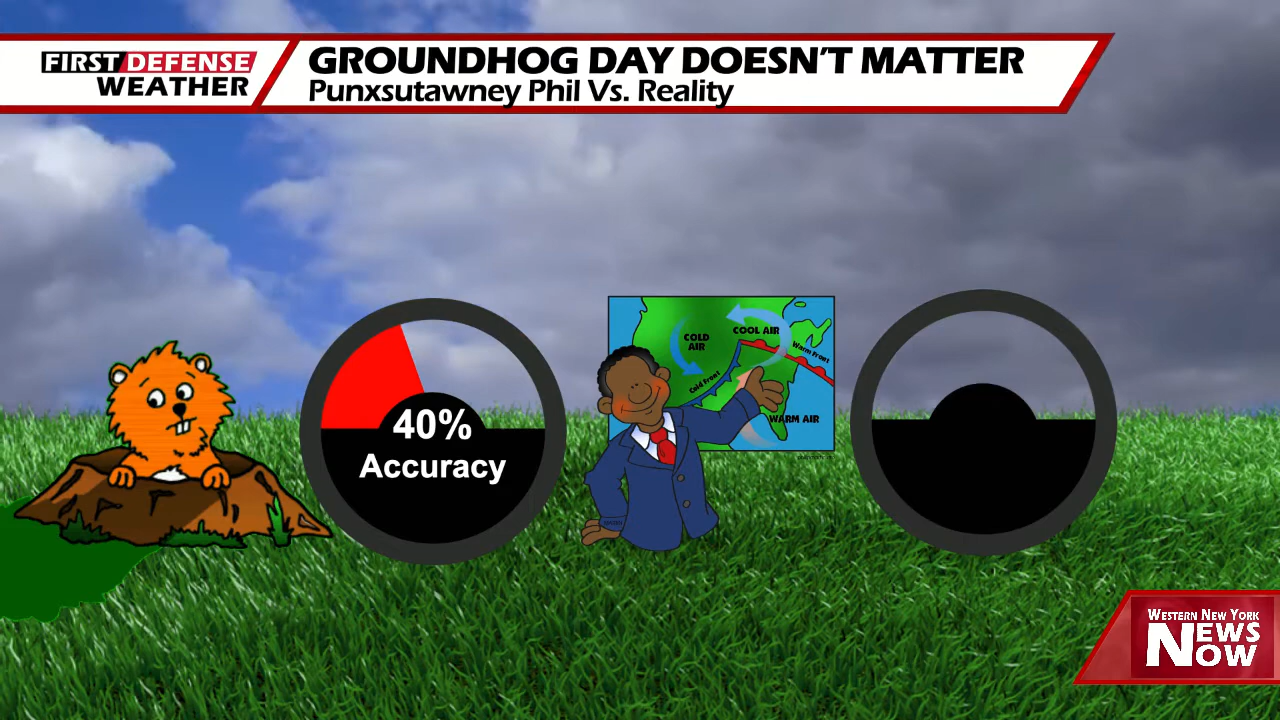 FIRST DEFENSE
WEATHER
GROUNDHOG DAY DOESN'T MATTER
Punxsutawney Phil Vs. Reality
40%
Accuracy
COLD
AIR
COOL AIR
Warm Front
Cold Front
WARM AIR
WESTERN NEW YORK
NEWS
NOW